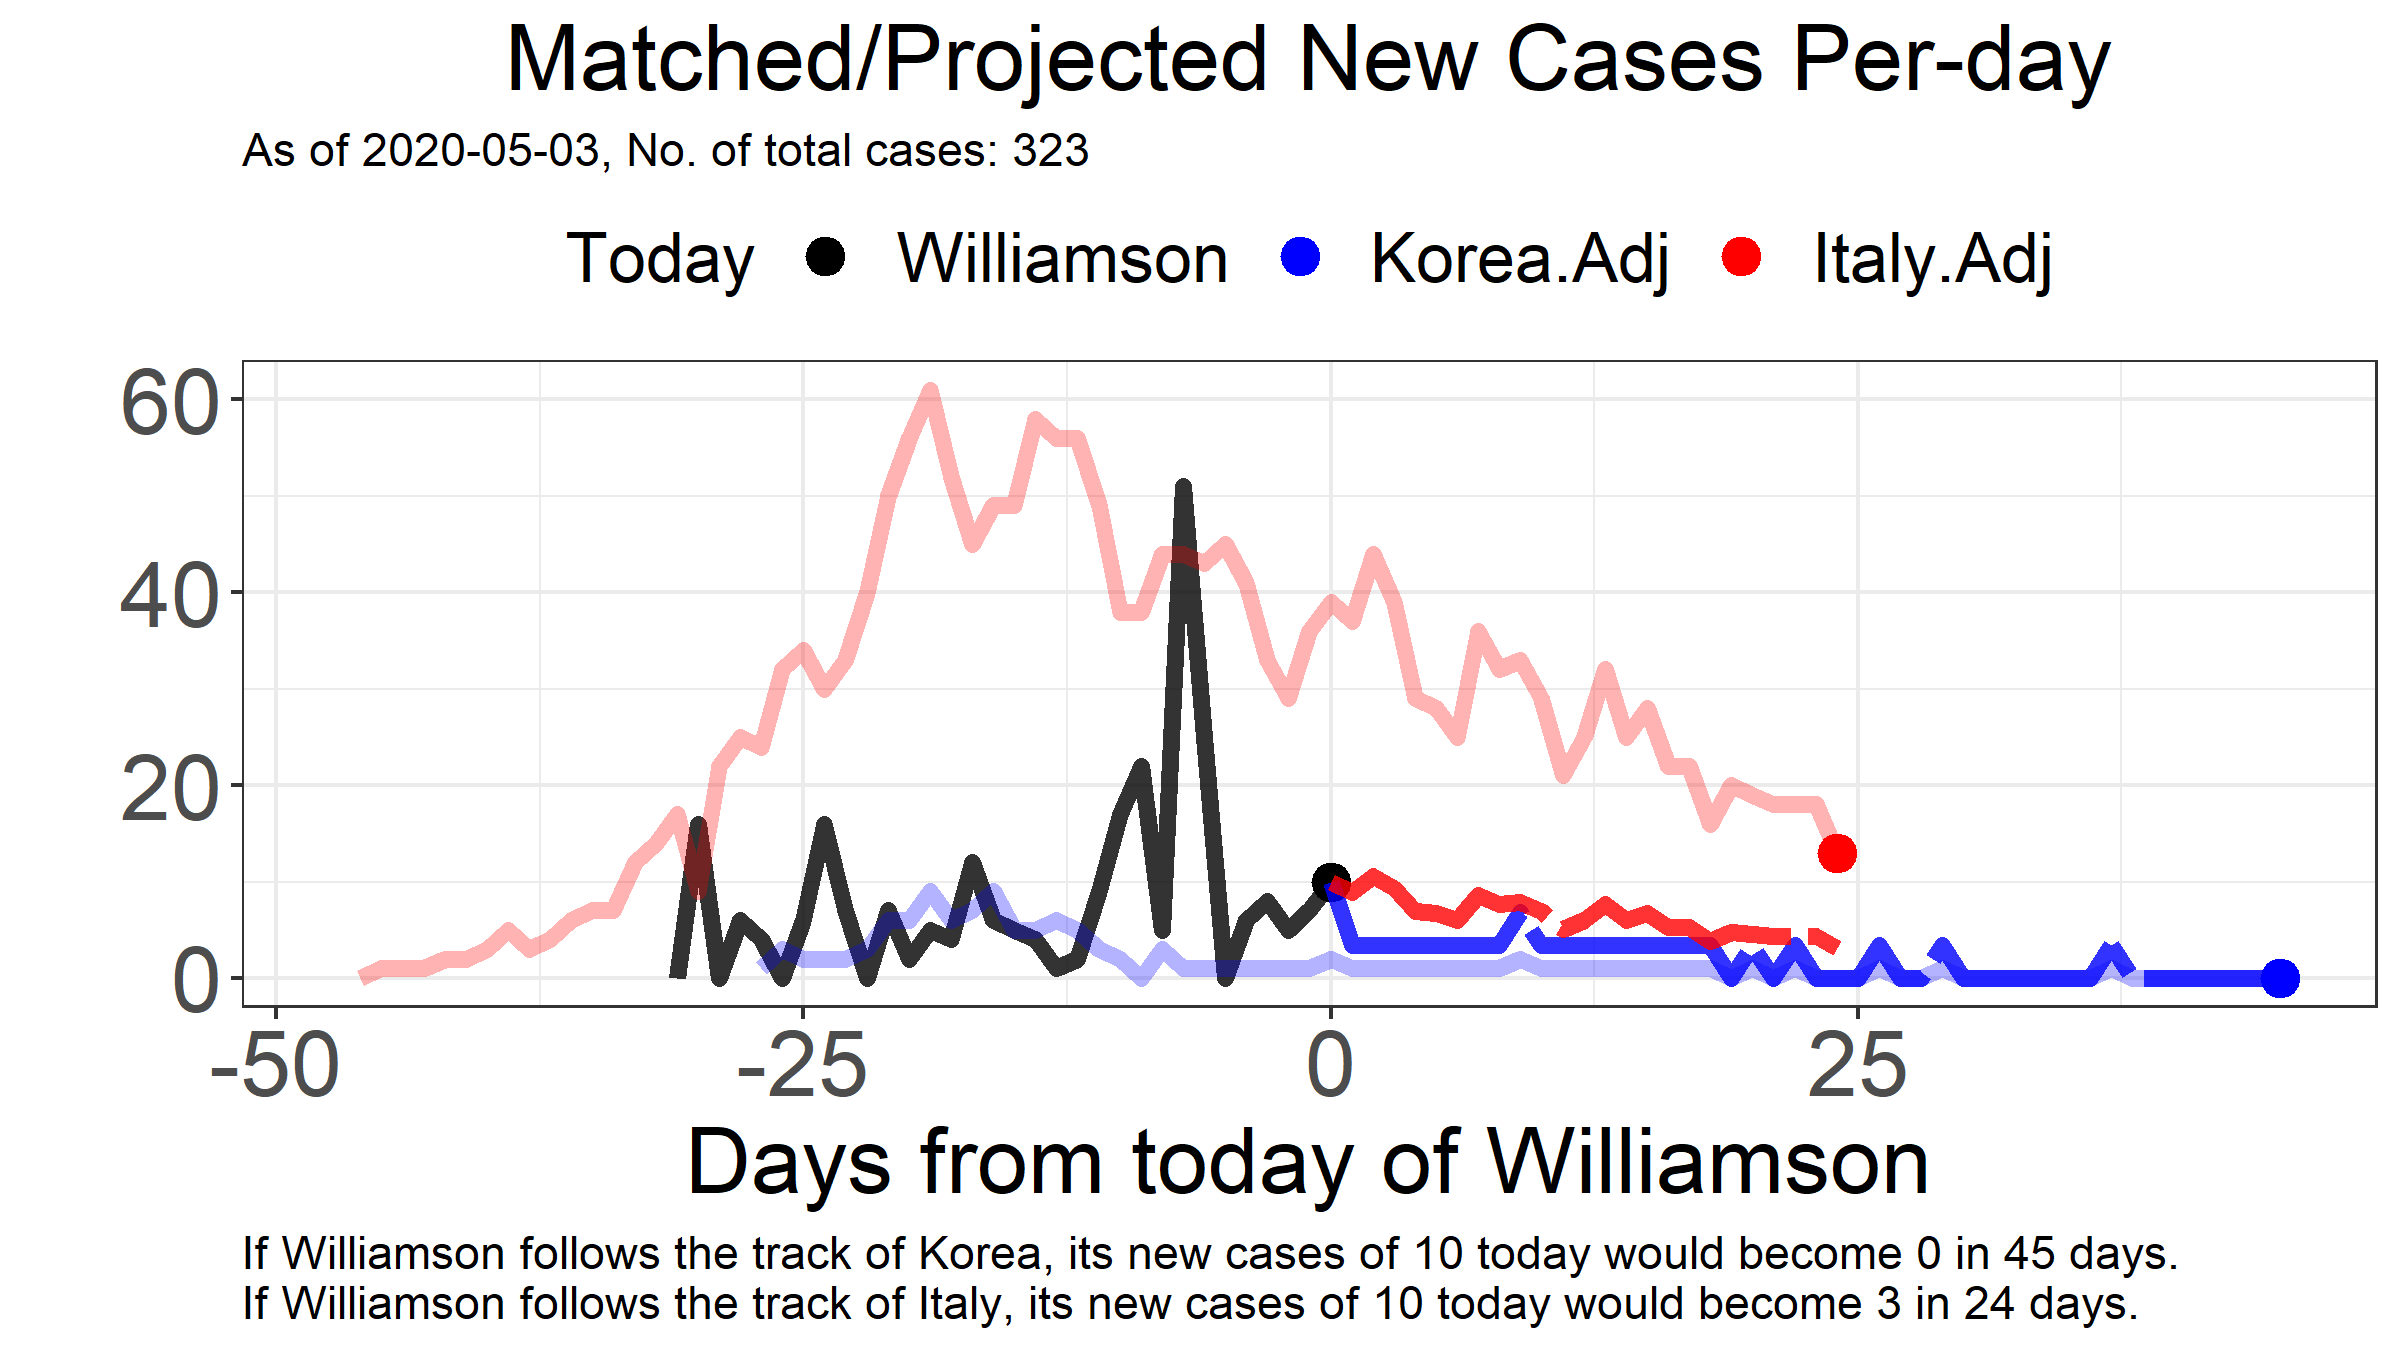 Matched/Projected New Cases Per-day
As of 2020-05-03, No. of total cases: 323
Today Williamson Korea.Adj Italy.Adj
60
40
20
0
-50 -25 0 25
Days from today of Williamson
If Williamson follows the track of Korea, its new cases of 10 today would become 0 in 45 days.
If Williamson follows the track of Italy, its new cases of 10 today would become 3 in 24 days.